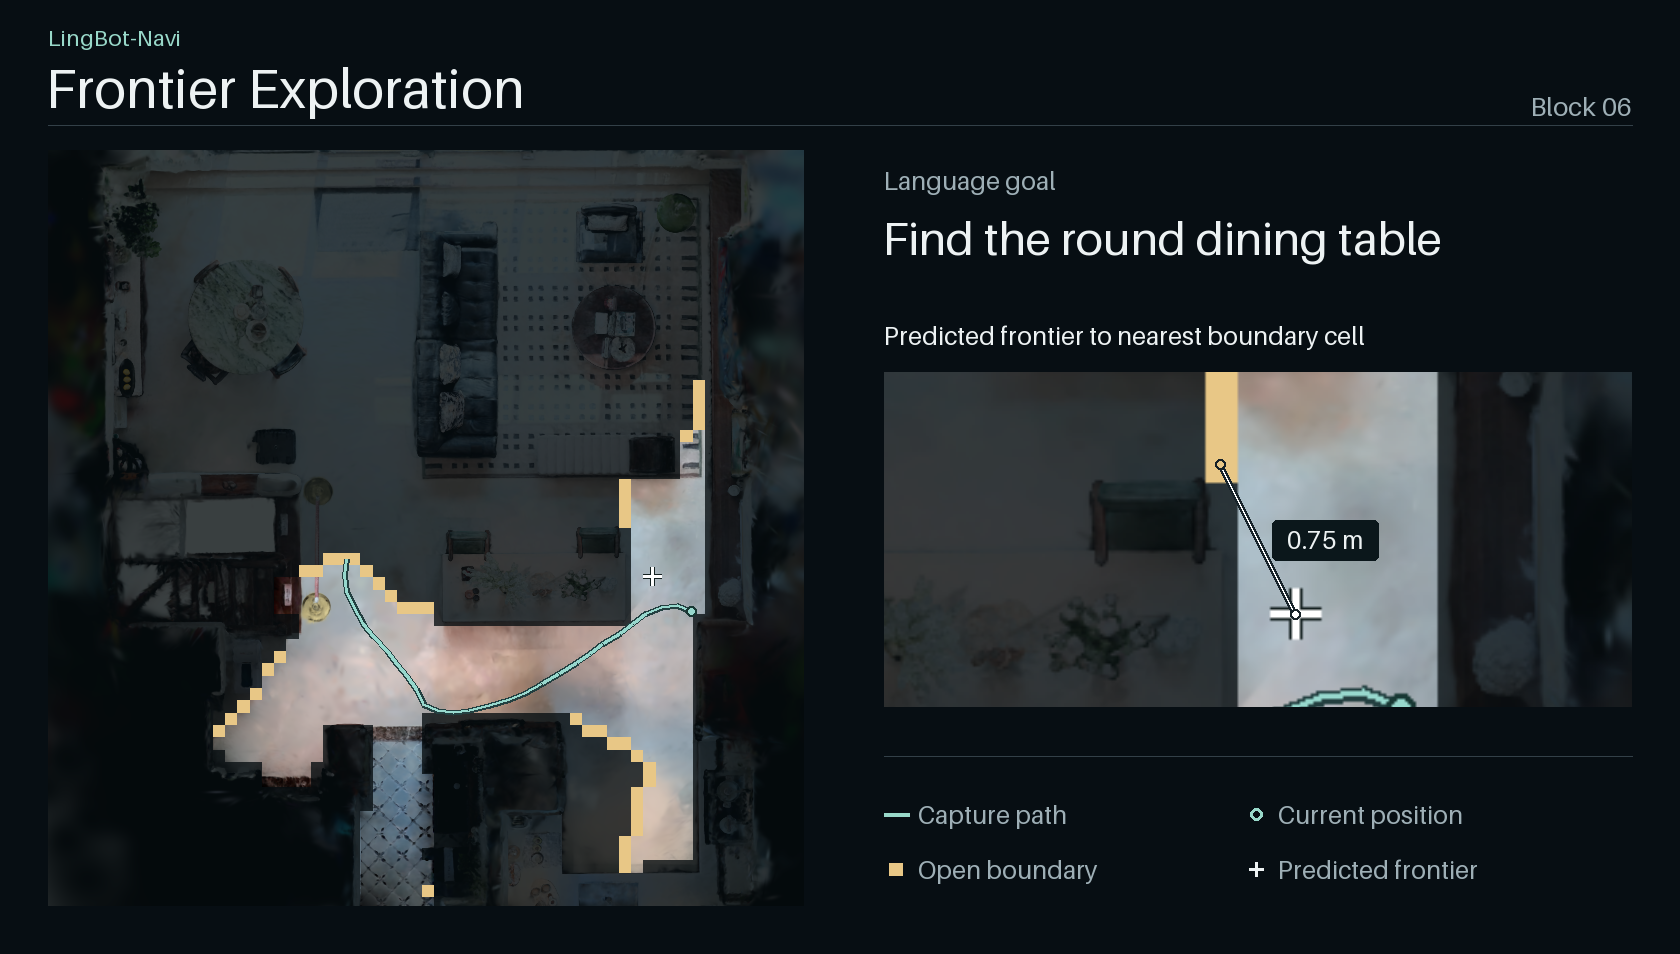 LingBot-Navi
Frontier Exploration
Block 06
Language goal
Find the round dining table
Predicted frontier to nearest boundary cell
0.75 m
Capture path
Current position
Open boundary
Predicted frontier